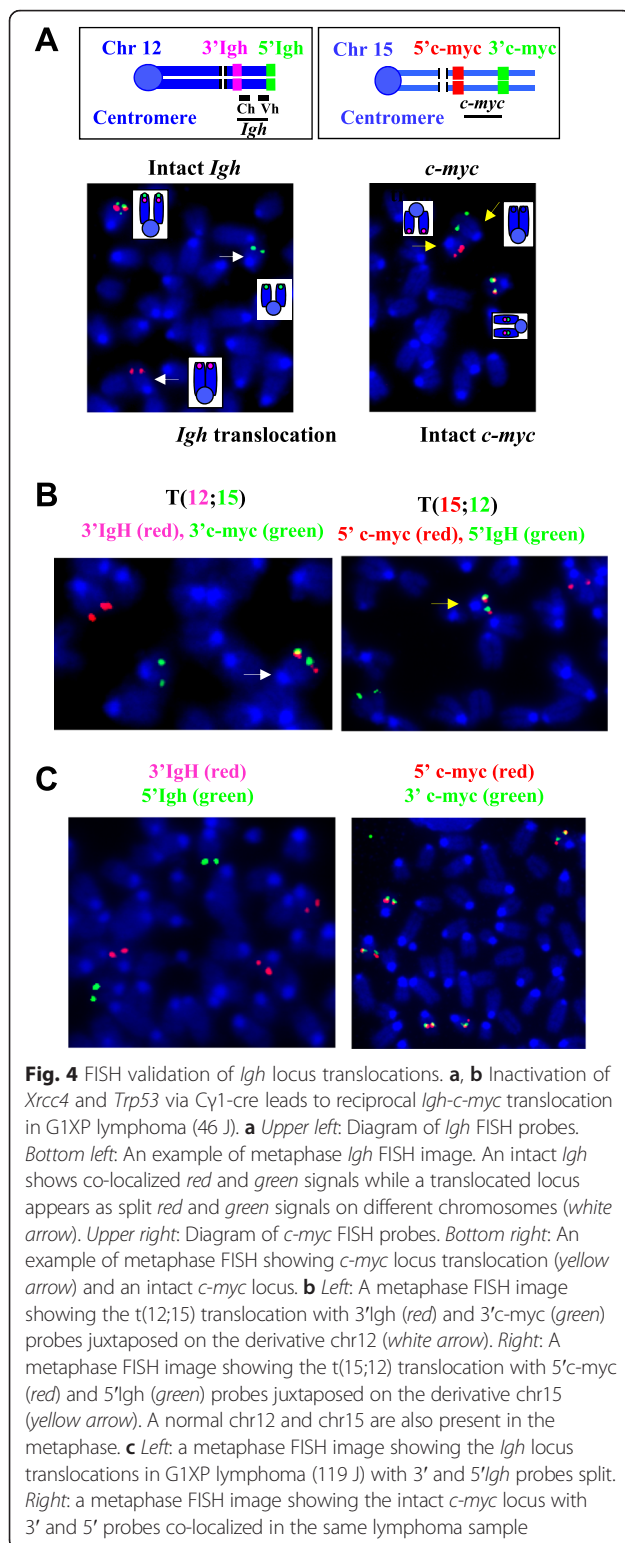 A
Chr 12 3'Igh 5'Igh
Ch Vh
Centromere Igh
Chr 15 5'c-myc 3'c-myc
c-myc
Centromere
Intact Igh
c-myc
Igh translocation
Intact c-myc
B
T(12;15)
3'IgH (red), 3'c-myc (green)
T(15;12)
5' c-myc (red), 5'IgH (green)
C
3'IgH (red)
5'Igh (green)
5' c-myc (red)
3' c-myc (green)
Fig. 4 FISH validation of Igh locus translocations. a, b Inactivation of
Xrcc4 and Trp53 via Cγ1-cre leads to reciprocal Igh-c-myc translocation
in G1XP lymphoma (46 J). a Upper left: Diagram of Igh FISH probes.
Bottom left: An example of metaphase Igh FISH image. An intact Igh
shows co-localized red and green signals while a translocated locus
appears as split red and green signals on different chromosomes (white
arrow). Upper right: Diagram of c-myc FISH probes. Bottom right: An
example of metaphase FISH showing c-myc locus translocation (yellow
arrow) and an intact c-myc locus. b Left: A metaphase FISH image
showing the t(12;15) translocation with 3′Igh (red) and 3′c-myc (green)
probes juxtaposed on the derivative chr12 (white arrow). Right: A
metaphase FISH image showing the t(15;12) translocation with 5′c-myc
(red) and 5′Igh (green) probes juxtaposed on the derivative chr15
(yellow arrow). A normal chr12 and chr15 are also present in the
metaphase. c Left: a metaphase FISH image showing the Igh locus
translocations in G1XP lymphoma (119 J) with 3′ and 5′Igh probes split.
Right: a metaphase FISH image showing the intact c-myc locus with
3′ and 5′ probes co-localized in the same lymphoma sample